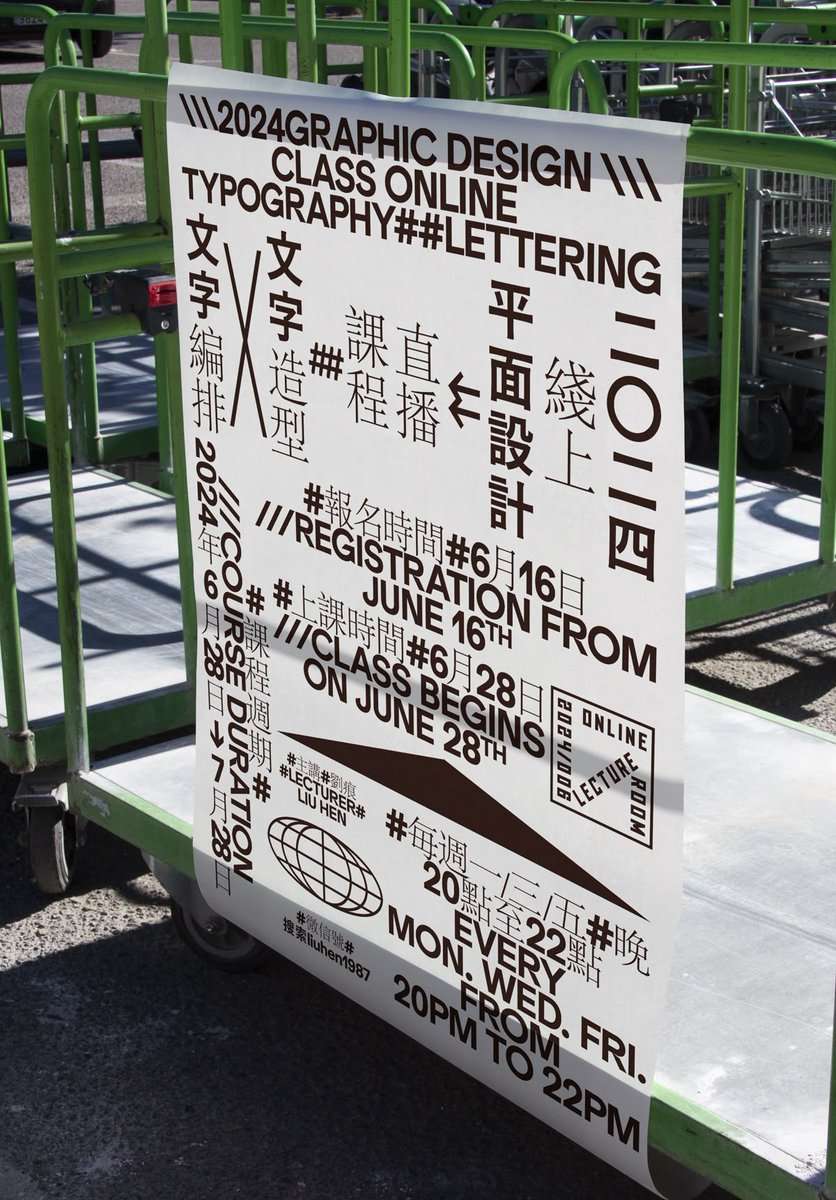 \\\2024GRAPHIC DESIGN\\\
CLASS ONLINE
TYPOGRAPHY##LETTERING
二〇二四
綫上
平面設計
直播
課程
##
文字造型
文字編排
#報名時間#6月16日
///REGISTRATION FROM
JUNE 16TH
#上課時間#6月28日
///CLASS BEGINS
ON JUNE 28TH
///COURSE DURATION
#課程週期#
2024年6月28日→7月28日
ONLINE
LECTURE
ROOM
2024/006
#主講#劉痕
#LECTURER#
LIU HEN
#每週一/三/五#晚
20點至22點
EVERY
MON. WED. FRI.
FROM
20PM TO 22PM
#微信號#
搜索liuhen1987